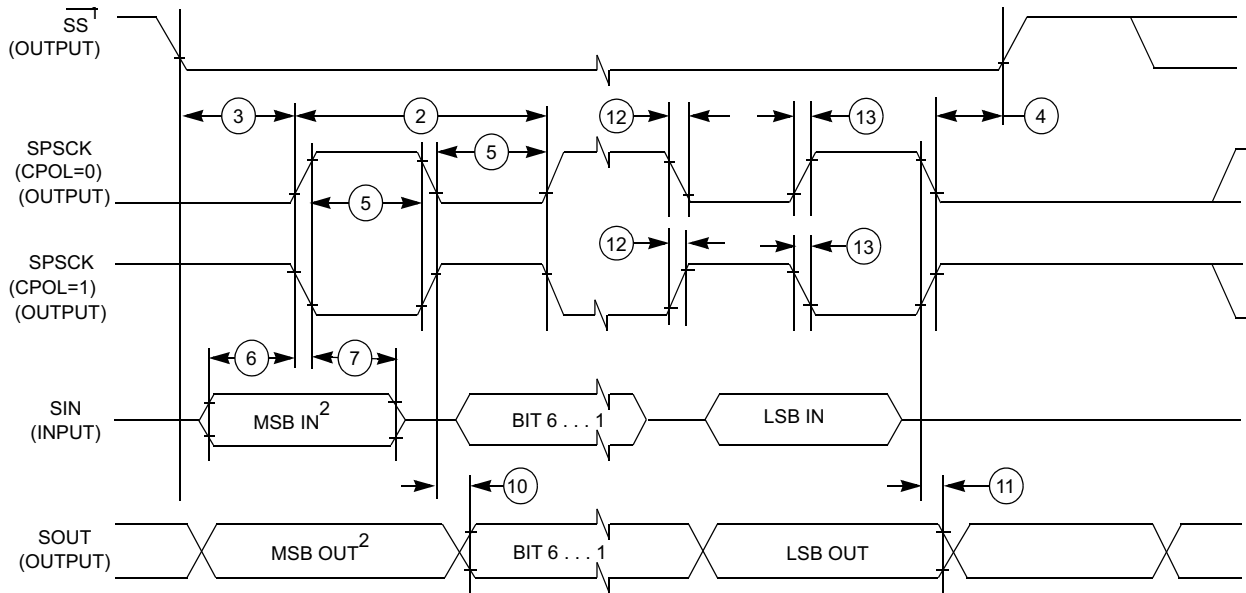 SS1
(OUTPUT)
3
2
12
13
4
SPSCK
(CPOL=0)
(OUTPUT)
5
5
12
13
SPSCK
(CPOL=1)
(OUTPUT)
6
7
SIN
(INPUT)
MSB IN2
BIT 6 . . . 1
LSB IN
10
11
SOUT
(OUTPUT)
MSB OUT2
BIT 6 . . . 1
LSB OUT